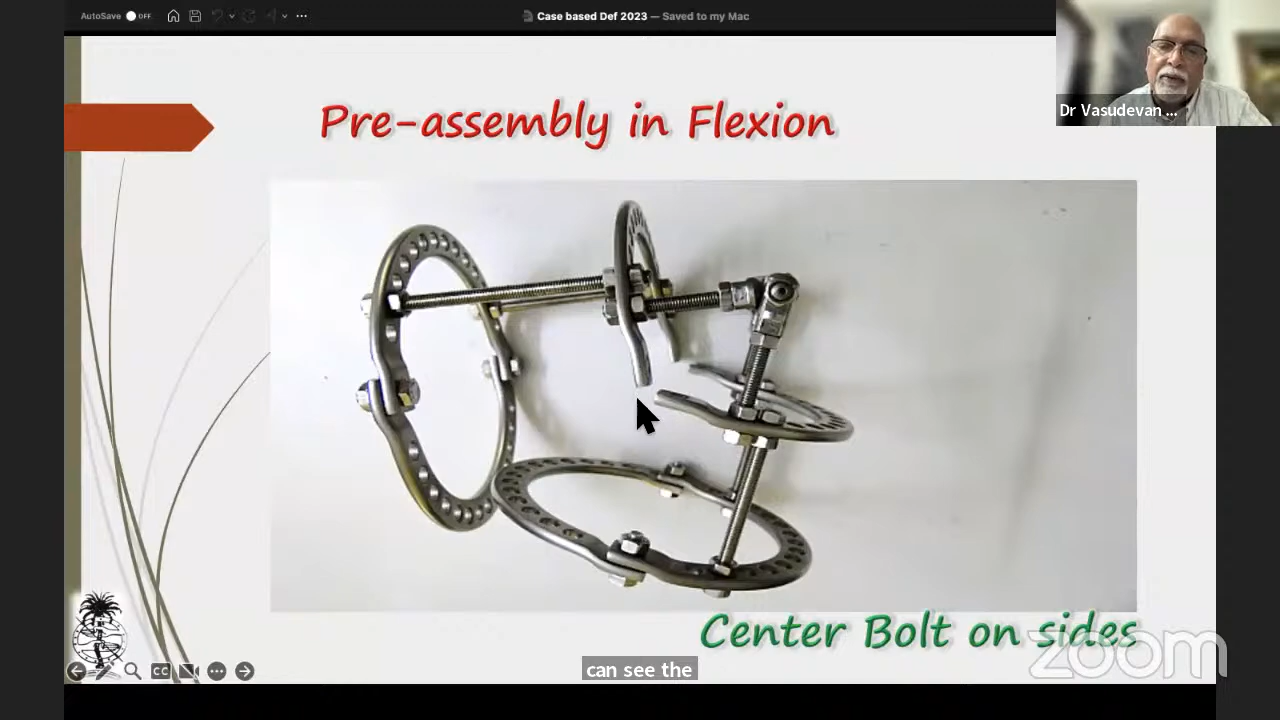 AutoSave OFF
Case based Def 2023 — Saved to my Mac
Dr Vasudevan ...
Pre-assembly in Flexion
Center Bolt on sides
zoom
CC
can see the